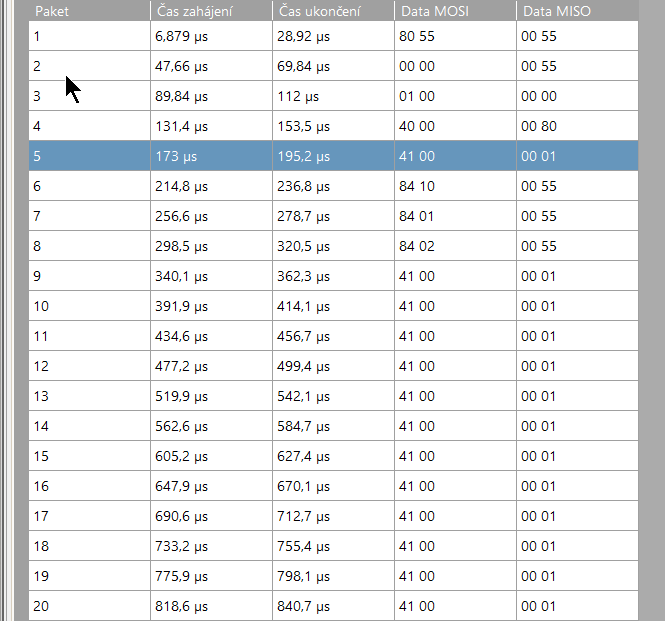 Paket Čas zahájení Čas ukončení Data MOSI Data MISO
1 6,879 µs 28,92 µs 80 55 00 55
2 47,66 µs 69,84 µs 00 00 00 55
3 89,84 µs 112 µs 01 00 00 00
4 131,4 µs 153,5 µs 40 00 00 80
5 173 µs 195,2 µs 41 00 00 01
6 214,8 µs 236,8 µs 84 10 00 55
7 256,6 µs 278,7 µs 84 01 00 55
8 298,5 µs 320,5 µs 84 02 00 55
9 340,1 µs 362,3 µs 41 00 00 01
10 391,9 µs 414,1 µs 41 00 00 01
11 434,6 µs 456,7 µs 41 00 00 01
12 477,2 µs 499,4 µs 41 00 00 01
13 519,9 µs 542,1 µs 41 00 00 01
14 562,6 µs 584,7 µs 41 00 00 01
15 605,2 µs 627,4 µs 41 00 00 01
16 647,9 µs 670,1 µs 41 00 00 01
17 690,6 µs 712,7 µs 41 00 00 01
18 733,2 µs 755,4 µs 41 00 00 01
19 775,9 µs 798,1 µs 41 00 00 01
20 818,6 µs 840,7 µs 41 00 00 01